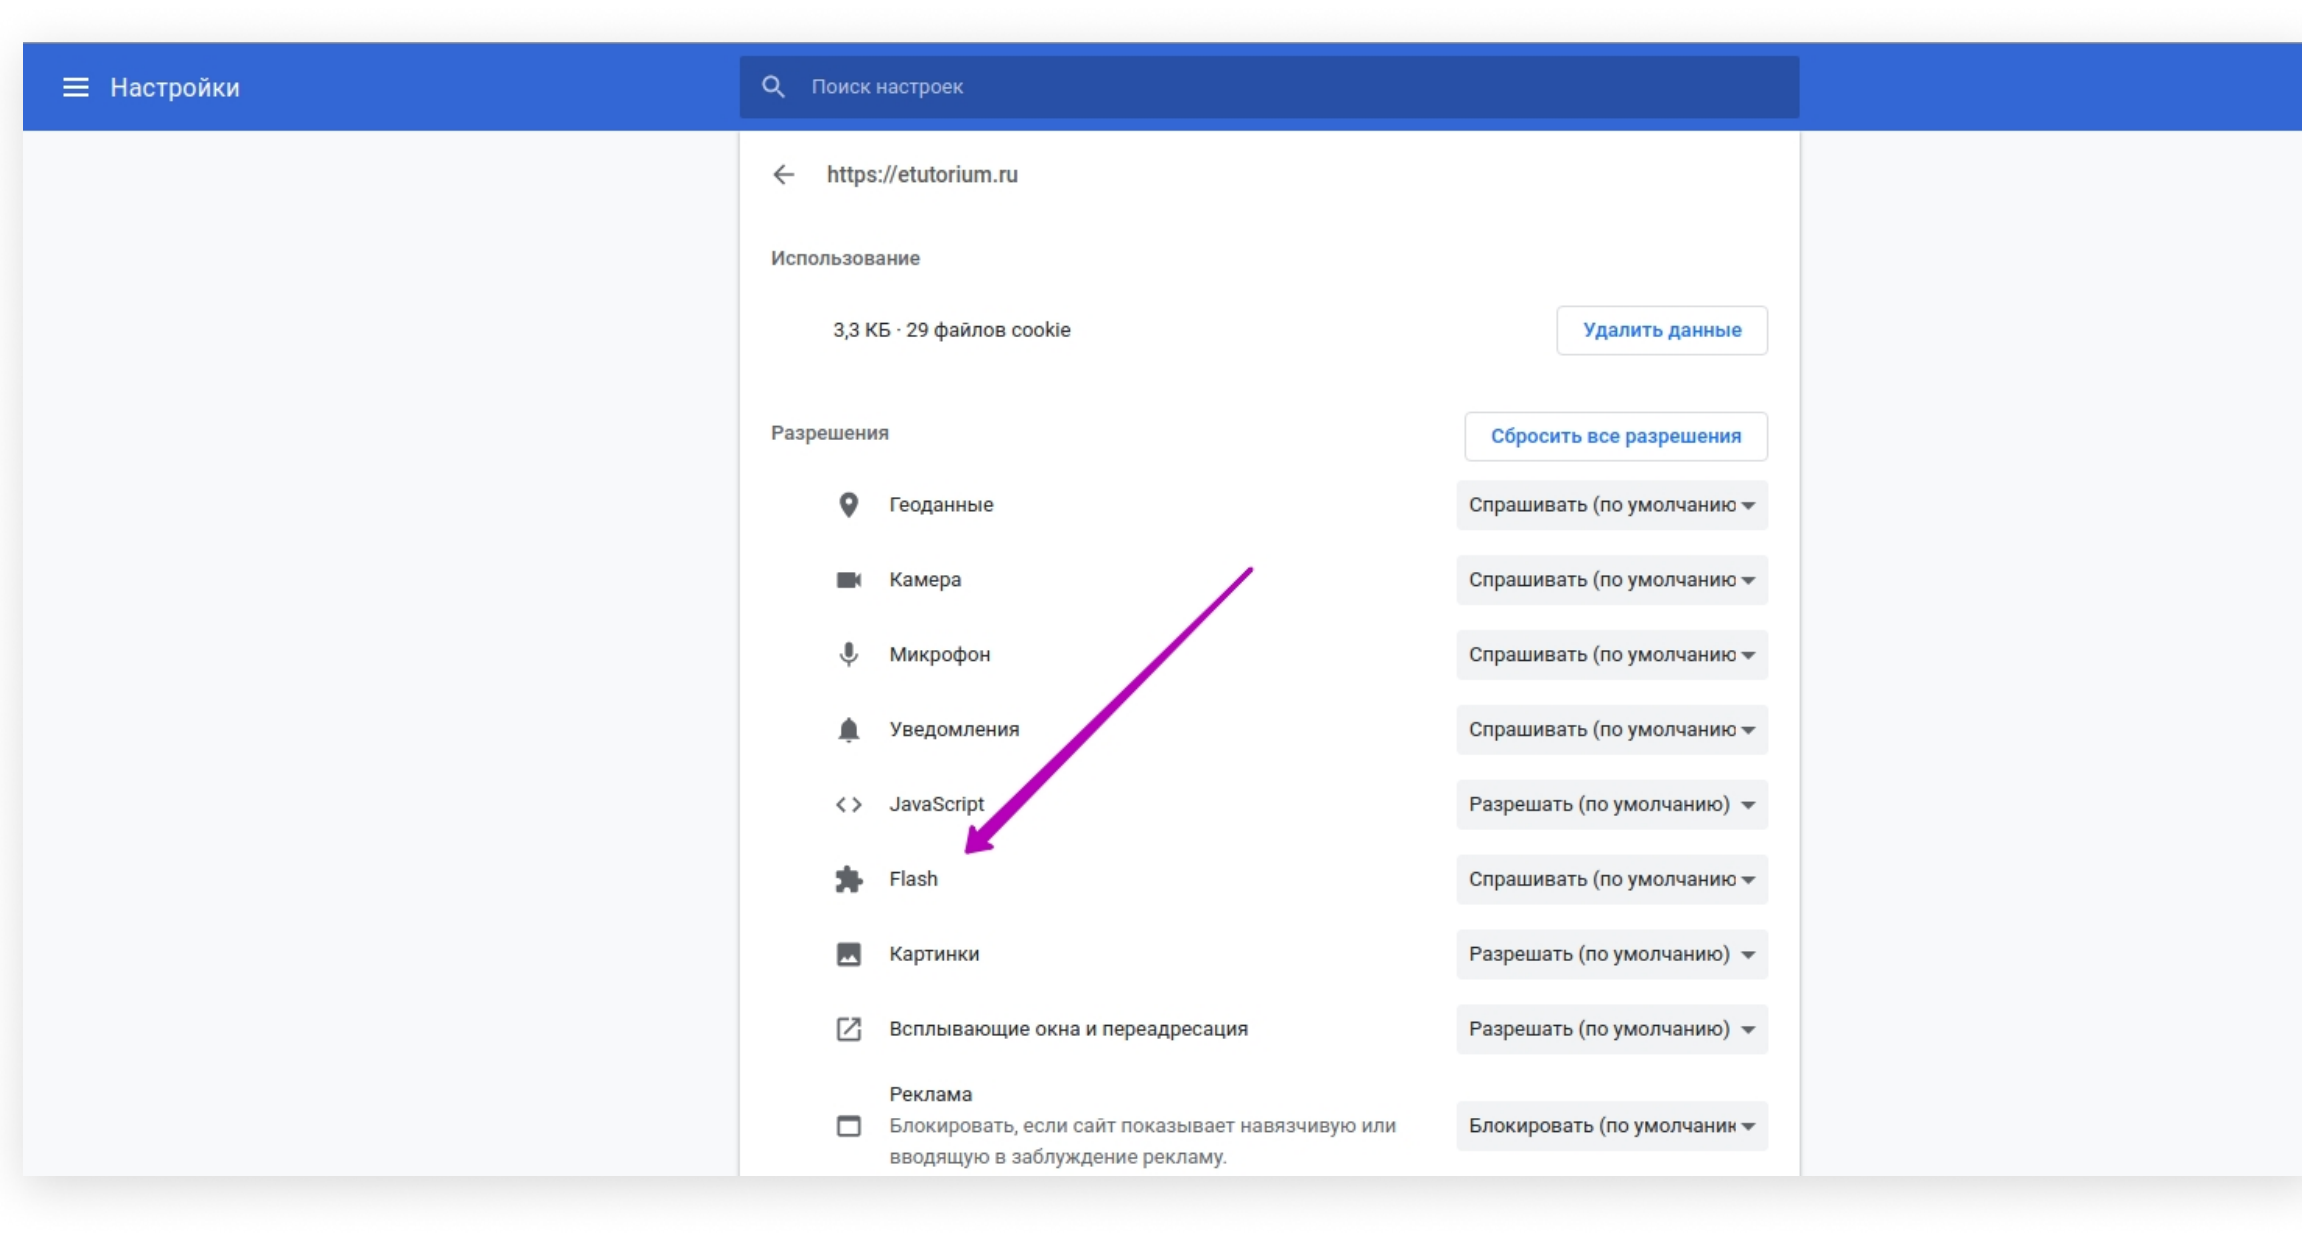 Настройки
Поиск настроек
https://etutorium.ru
Использование
3,3 КБ · 29 файлов cookie
Удалить данные
Разрешения
Сбросить все разрешения
Геоданные
Спрашивать (по умолчанию
Камера
Спрашивать (по умолчанию
Микрофон
Спрашивать (по умолчанию
Уведомления
Спрашивать (по умолчанию
JavaScript
Разрешать (по умолчанию)
Flash
Спрашивать (по умолчанию
Картинки
Разрешать (по умолчанию)
Всплывающие окна и переадресация
Разрешать (по умолчанию)
Реклама
Блокировать, если сайт показывает навязчивую или
вводящую в заблуждение рекламу.
Блокировать (по умолчани